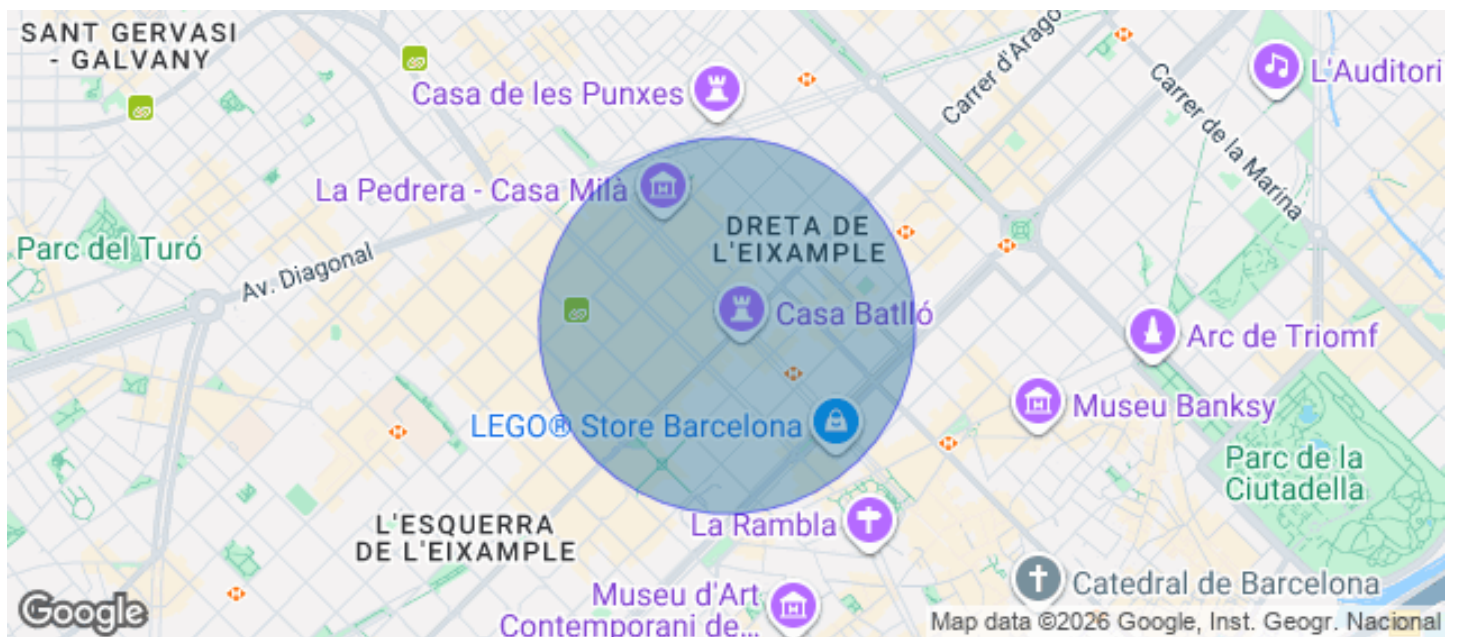 SANT GERVASI
- GALVANY
Casa de les Punxes
Carrer d'Arago
L'Auditori
Carrer de la Marina
La Pedrera - Casa Milà
DRETA DE
L'EIXAMPLE
Parc del Turó
Av. Diagonal
Casa Batlló
Arc de Triomf
Museu Banksy
LEGO® Store Barcelona
Parc de la
Ciutadella
L'ESQUERRA
DE L'EIXAMPLE
La Rambla
Catedral de Barcelona
Museu d'Art
Contemporani de...
Google
Map data ©2026 Google, Inst. Geogr. Nacional